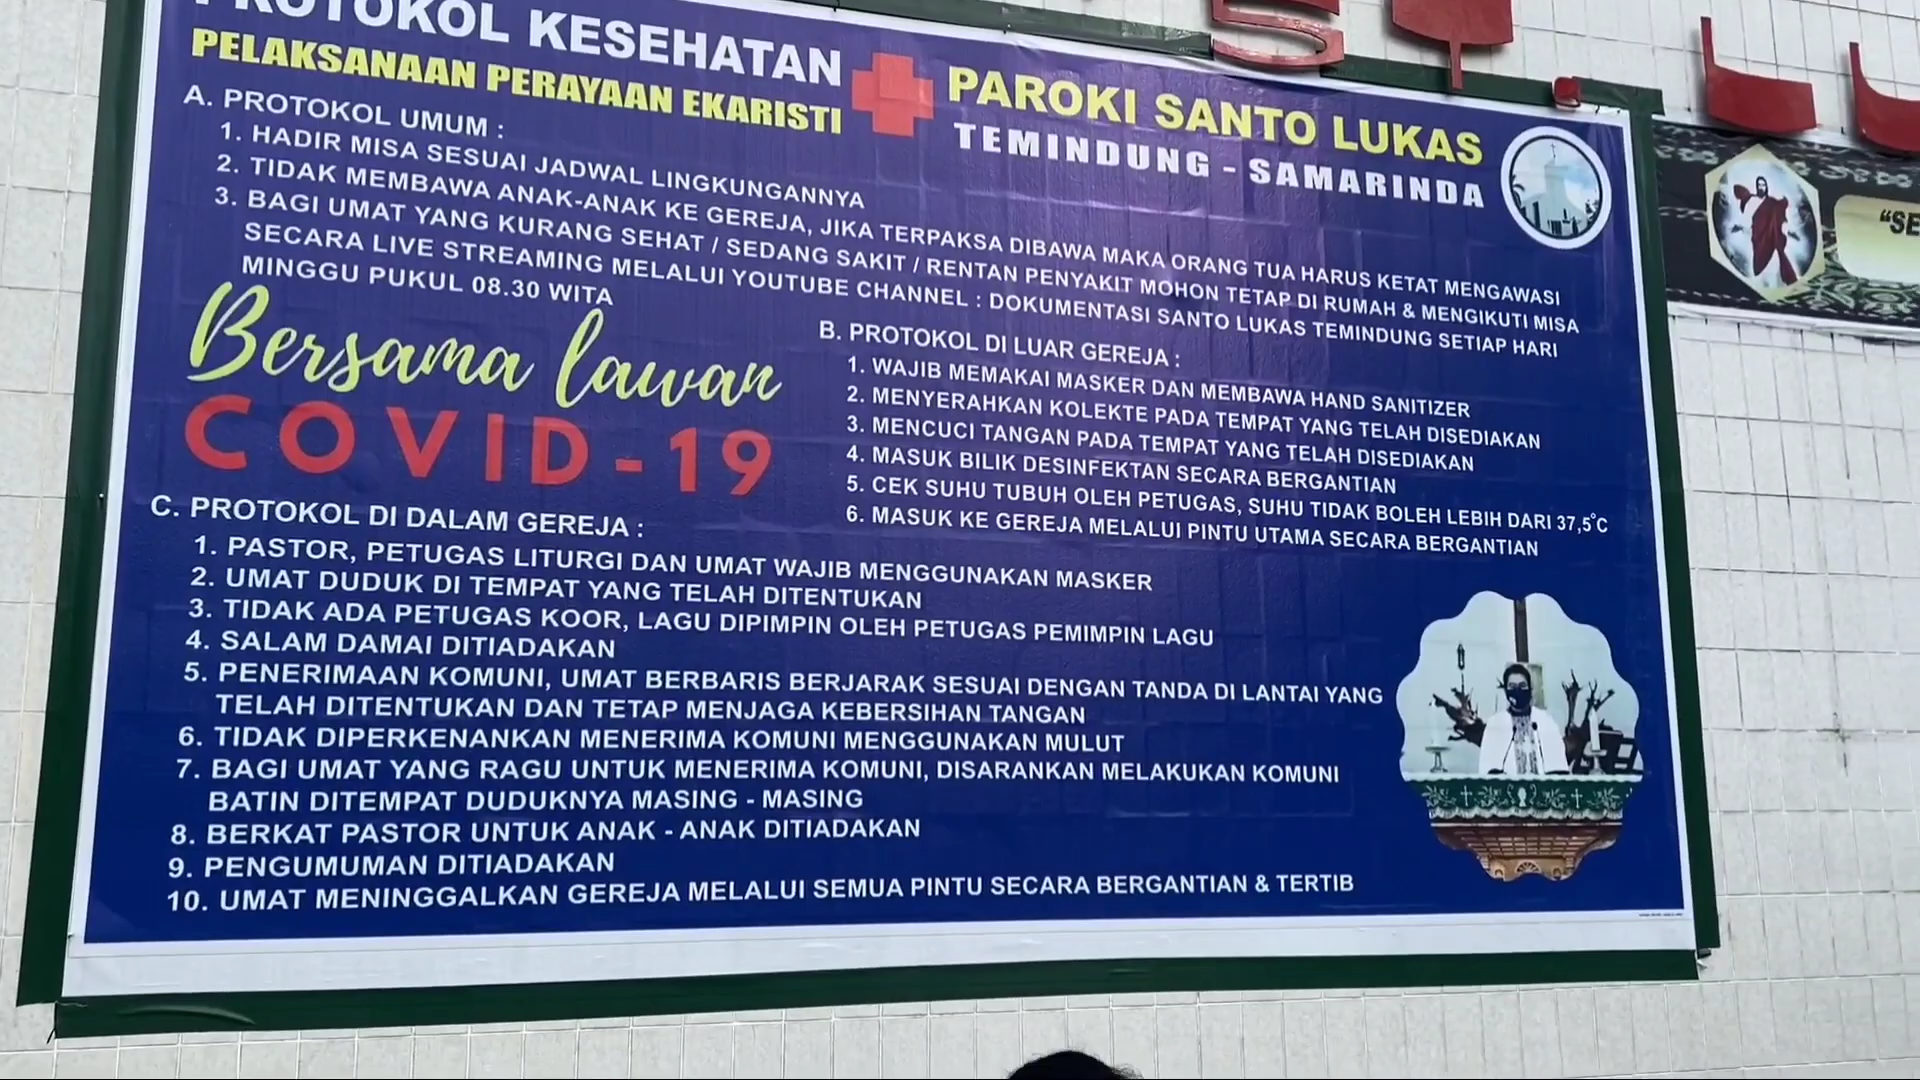 PROTOKOL KESEHATAN
PELAKSANAAN PERAYAAN EKARISTI
PAROKI SANTO LUKAS
TEMINDUNG - SAMARINDA
A. PROTOKOL UMUM :
1. HADIR MISA SESUAI JADWAL LINGKUNGANNYA
2. TIDAK MEMBAWA ANAK-ANAK KE GEREJA, JIKA TERPAKSA DIBAWA MAKA ORANG TUA HARUS KETAT MENGAWASI
3. BAGI UMAT YANG KURANG SEHAT / SEDANG SAKIT / RENTAN PENYAKIT MOHON TETAP DI RUMAH & MENGIKUTI MISA
SECARA LIVE STREAMING MELALUI YOUTUBE CHANNEL : DOKUMENTASI SANTO LUKAS TEMINDUNG SETIAP HARI
MINGGU PUKUL 08.30 WITA
Bersama lawan
COVID-19
B. PROTOKOL DI LUAR GEREJA :
1. WAJIB MEMAKAI MASKER DAN MEMBAWA HAND SANITIZER
2. MENYERAHKAN KOLEKTE PADA TEMPAT YANG TELAH DISEDIAKAN
3. MENCUCI TANGAN PADA TEMPAT YANG TELAH DISEDIAKAN
4. MASUK BILIK DESINFEKTAN SECARA BERGANTIAN
5. CEK SUHU TUBUH OLEH PETUGAS, SUHU TIDAK BOLEH LEBIH DARI 37,5°C
6. MASUK KE GEREJA MELALUI PINTU UTAMA SECARA BERGANTIAN
C. PROTOKOL DI DALAM GEREJA :
1. PASTOR, PETUGAS LITURGI DAN UMAT WAJIB MENGGUNAKAN MASKER
2. UMAT DUDUK DI TEMPAT YANG TELAH DITENTUKAN
3. TIDAK ADA PETUGAS KOOR, LAGU DIPIMPIN OLEH PETUGAS PEMIMPIN LAGU
4. SALAM DAMAI DITIADAKAN
5. PENERIMAAN KOMUNI, UMAT BERBARIS BERJARAK SESUAI DENGAN TANDA DI LANTAI YANG
TELAH DITENTUKAN DAN TETAP MENJAGA KEBERSIHAN TANGAN
6. TIDAK DIPERKENANKAN MENERIMA KOMUNI MENGGUNAKAN MULUT
7. BAGI UMAT YANG RAGU UNTUK MENERIMA KOMUNI, DISARANKAN MELAKUKAN KOMUNI
BATIN DITEMPAT DUDUKNYA MASING - MASING
8. BERKAT PASTOR UNTUK ANAK - ANAK DITIADAKAN
9. PENGUMUMAN DITIADAKAN
10. UMAT MENINGGALKAN GEREJA MELALUI SEMUA PINTU SECARA BERGANTIAN & TERTIB
"SE